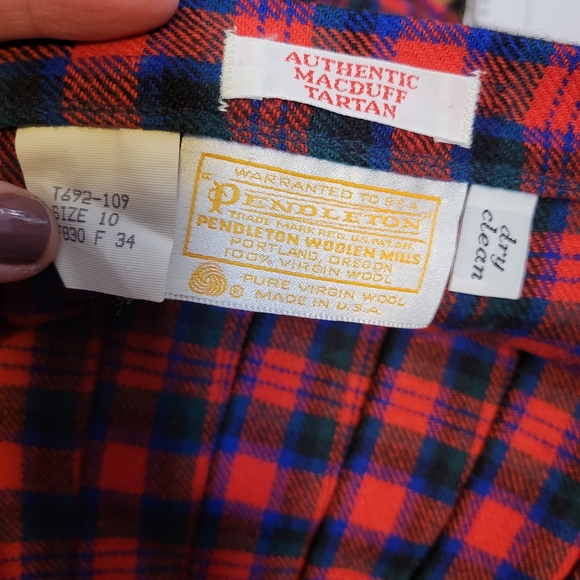 AUTHENTIC
MACDUFF
TARTAN
T692-109
SIZE 10
F830 F 34
WARRANTED TO BE A
"PENDLETON"
TRADE MARK REG. U.S. PAT. OFF.
PENDLETON WOOLEN MILLS
PORTLAND, OREGON
100% VIRGIN WOOL
PURE VIRGIN WOOL
® MADE IN U.S.A.
dry
clean